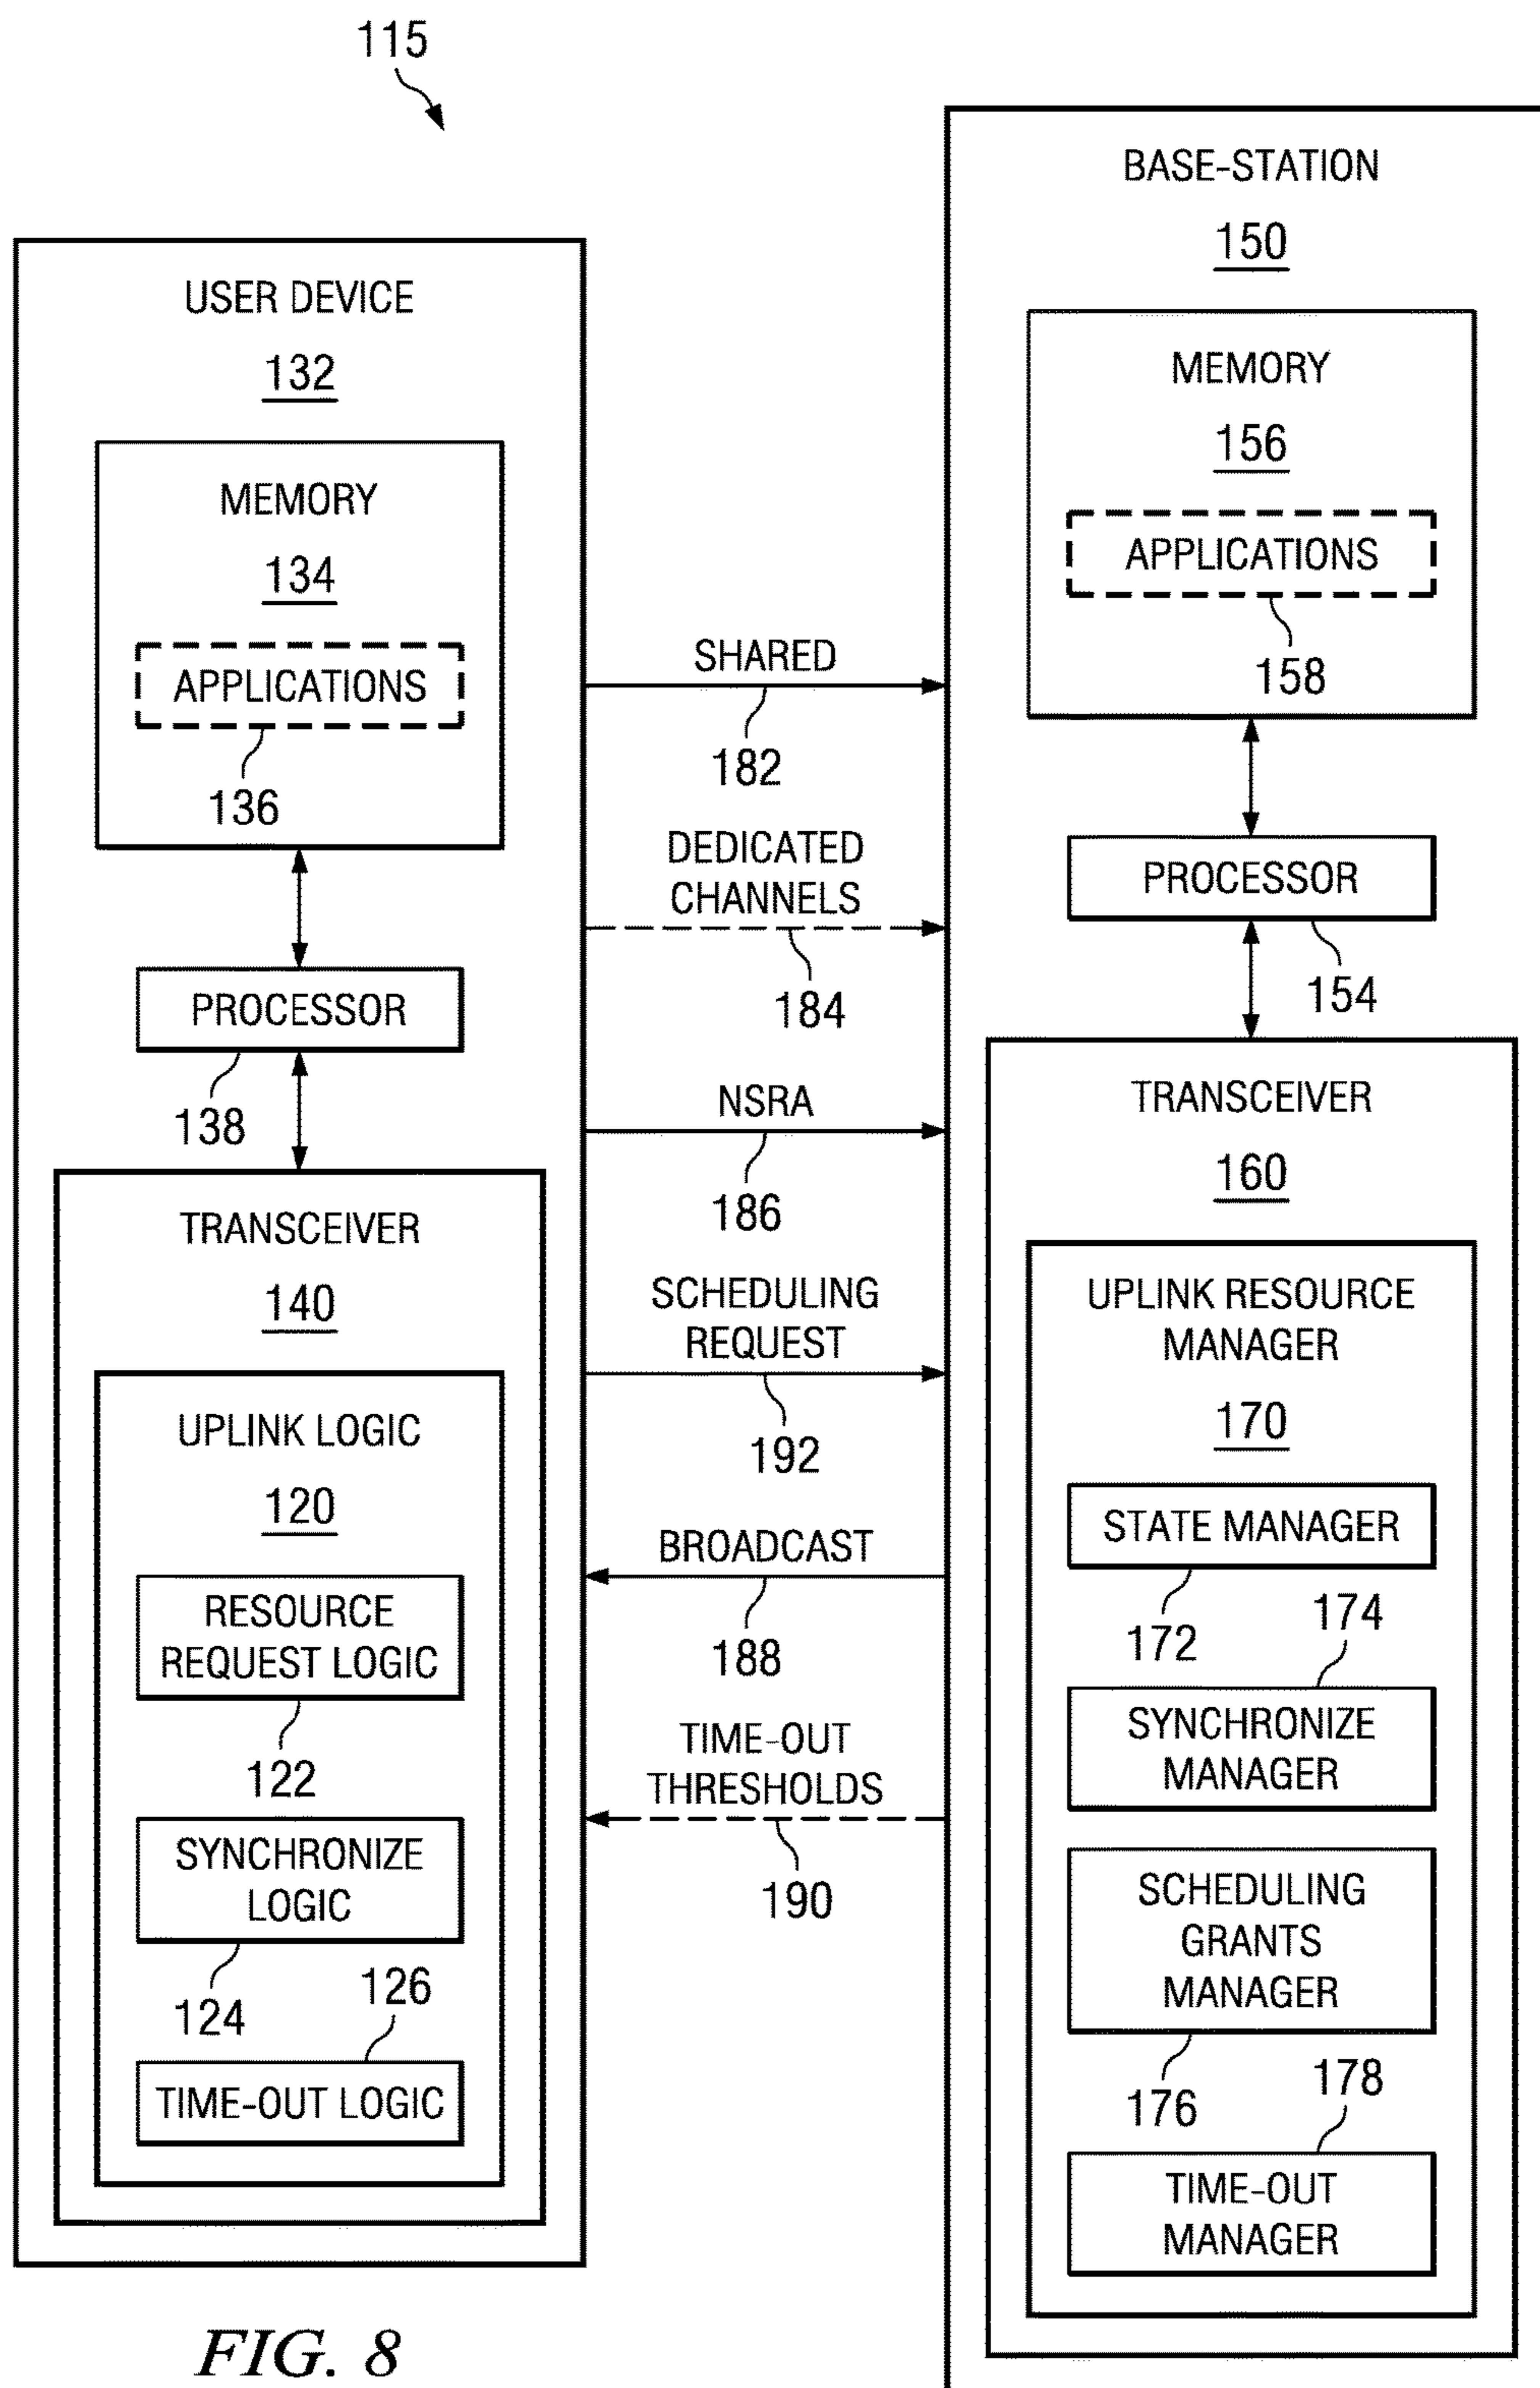 115
USER DEVICE
132
MEMORY
134
APPLICATIONS
136
PROCESSOR
138
TRANSCEIVER
140
UPLINK LOGIC
120
RESOURCE
REQUEST LOGIC
122
SYNCHRONIZE
LOGIC
124
126
TIME-OUT LOGIC
SHARED
182
DEDICATED
CHANNELS
184
NSRA
186
SCHEDULING
REQUEST
192
BROADCAST
188
TIME-OUT
THRESHOLDS
190
BASE-STATION
150
MEMORY
156
APPLICATIONS
158
PROCESSOR
154
TRANSCEIVER
160
UPLINK RESOURCE
MANAGER
170
STATE MANAGER
172
174
SYNCHRONIZE
MANAGER
SCHEDULING
GRANTS
MANAGER
176
178
TIME-OUT
MANAGER
FIG. 8